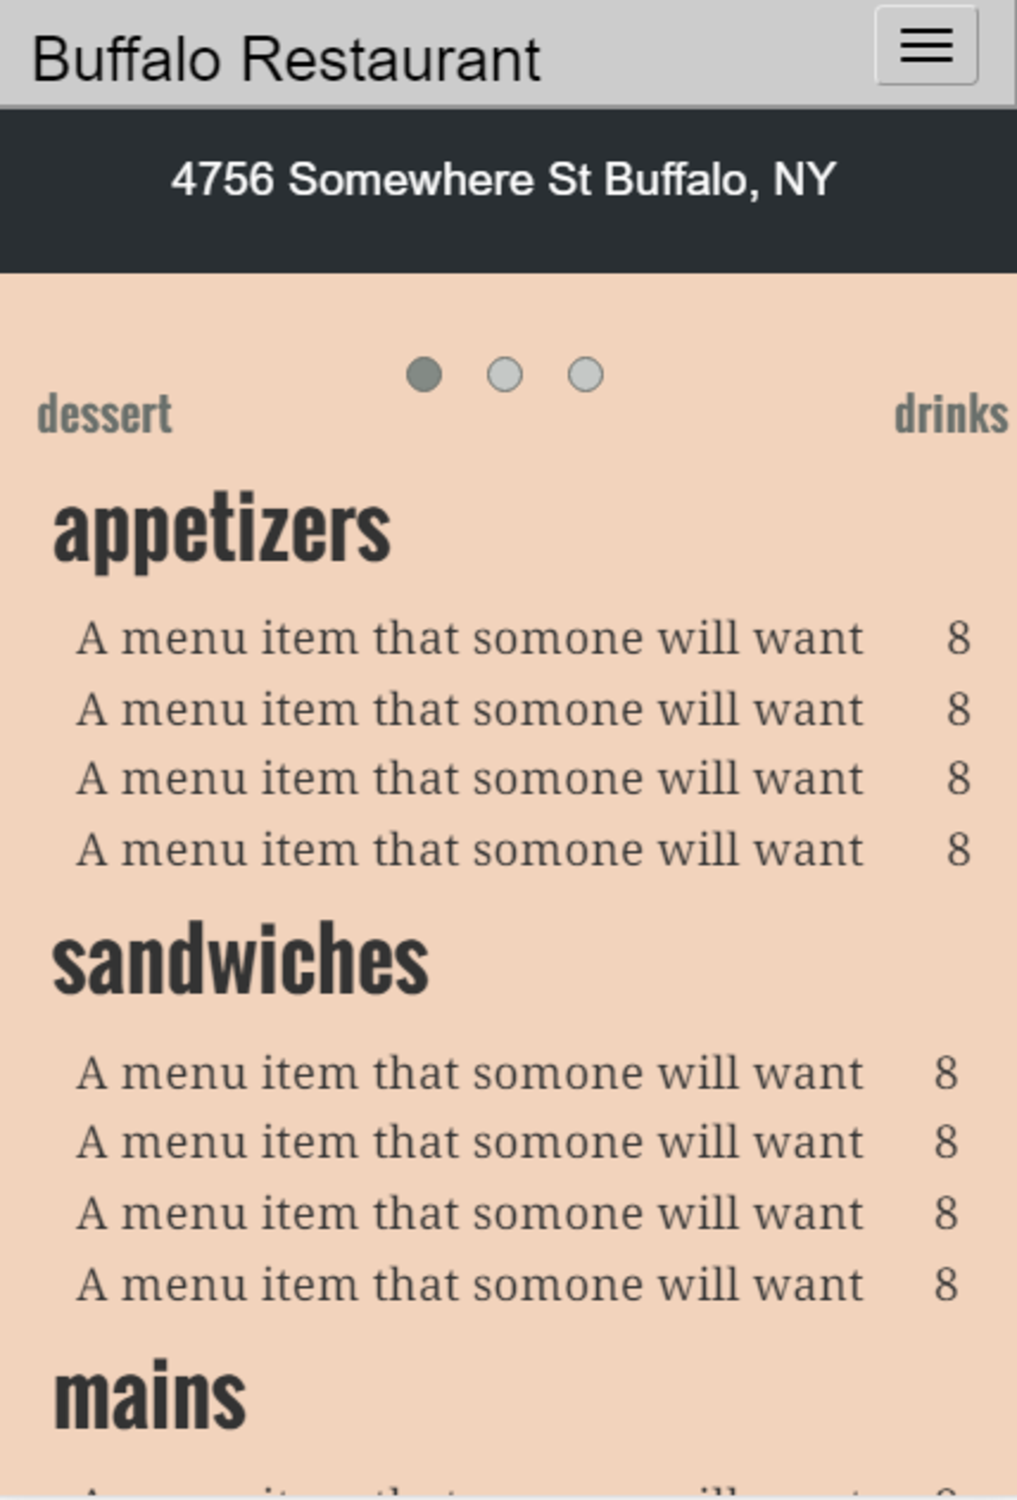 Buffalo Restaurant
4756 Somewhere St Buffalo, NY
dessert drinks
appetizers
A menu item that somone will want 8
A menu item that somone will want 8
A menu item that somone will want 8
A menu item that somone will want 8
sandwiches
A menu item that somone will want 8
A menu item that somone will want 8
A menu item that somone will want 8
A menu item that somone will want 8
mains